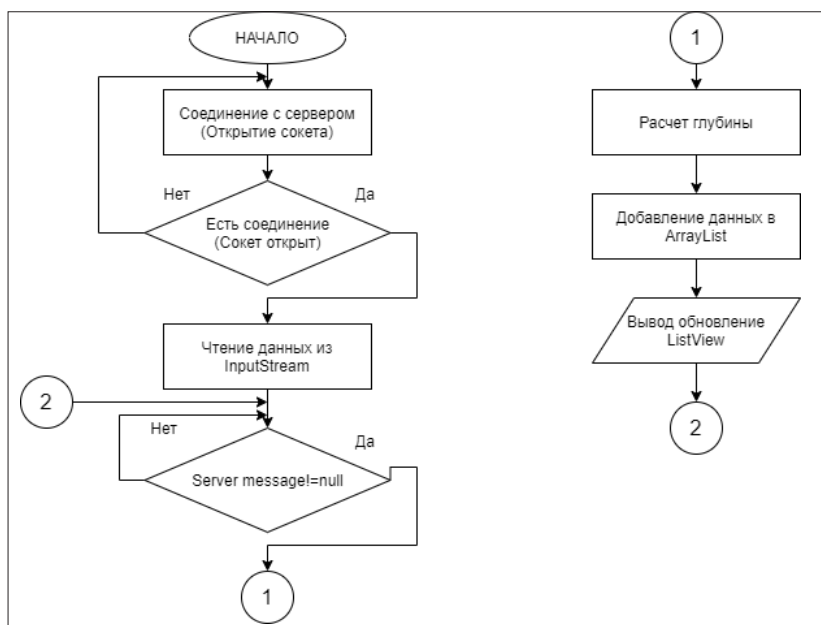 НАЧАЛО
Соединение с сервером
(Открытие сокета)
Нет
Да
Есть соединение
(Сокет открыт)
Чтение данных из
InputStream
2
Нет
Да
Server message!=null
1
1
Расчет глубины
Добавление данных в
ArrayList
Вывод обновление
ListView
2